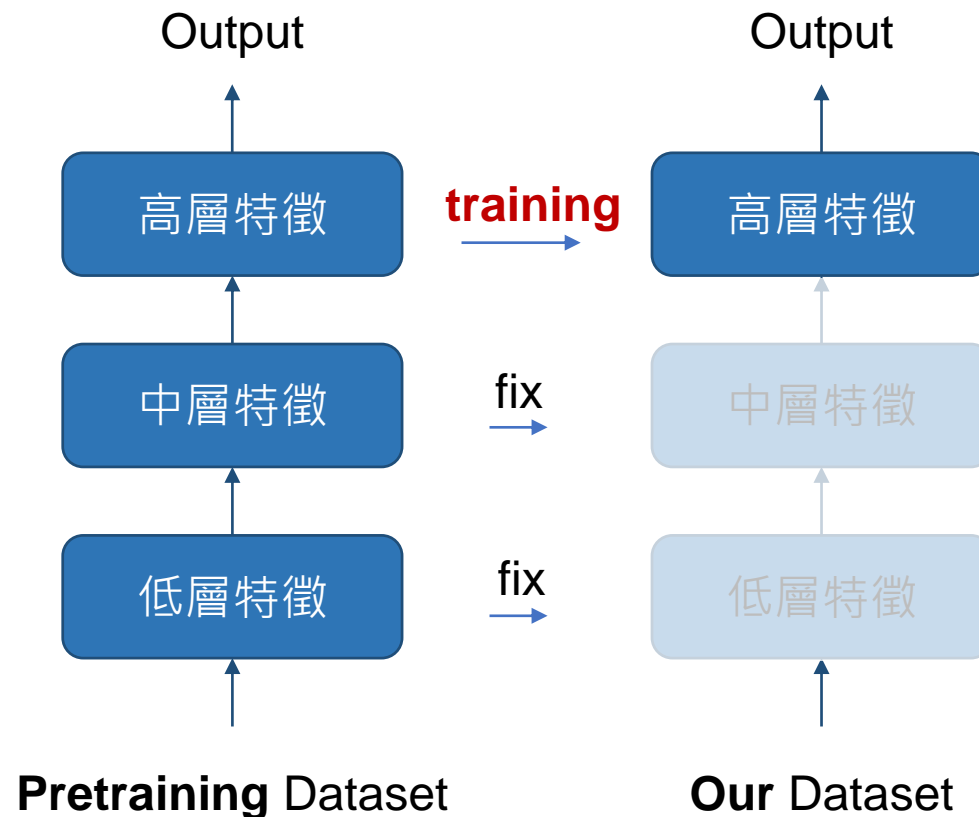 Output
Output
高層特徵
training
高層特徵
中層特徵
fix
中層特徵
低層特徵
fix
低層特徵
Pretraining Dataset
Our Dataset